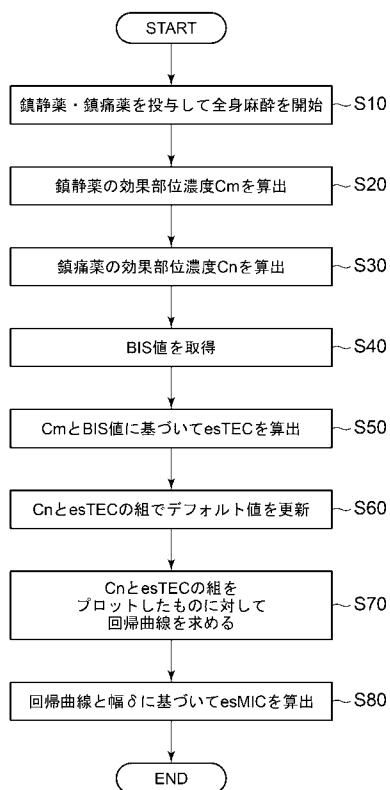 START
鎮静薬・鎮痛薬を投与して全身麻酔を開始 S10
鎮静薬の効果部位濃度Cmを算出 S20
鎮痛薬の効果部位濃度Cnを算出 S30
BIS値を取得 S40
CmとBIS値に基づいてesTECを算出 S50
CnとesTECの組でデフォルト値を更新 S60
CnとesTECの組を
プロットしたものに対して S70
回帰曲線を求める
回帰曲線と幅δに基づいてesMICを算出 S80
END